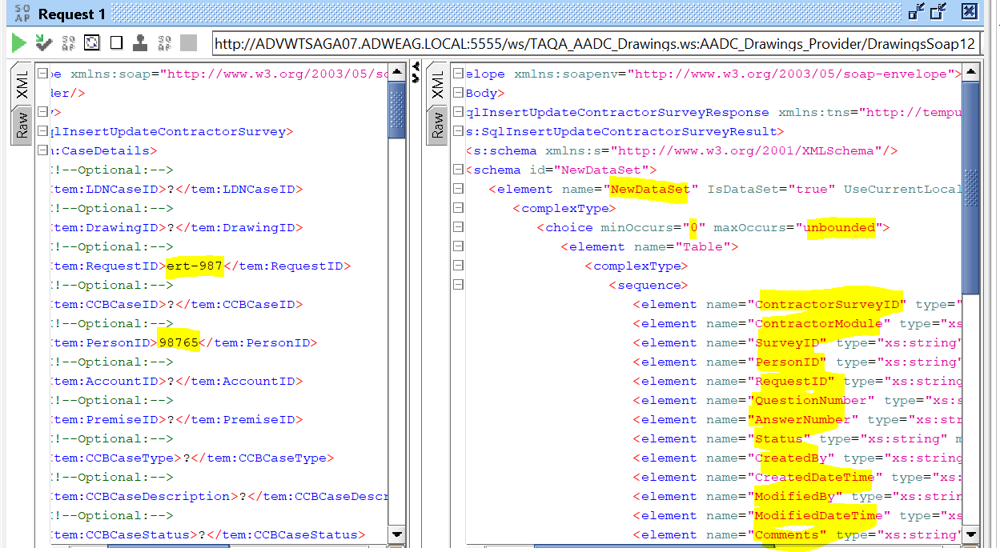 SO
AP
Request 1
http://ADVWTSAGA07.ADWEAG.LOCAL:5555/ws/TAQA_AADC_Drawings.ws:AADC_Drawings_Provider/DrawingsSoap12
XML
Raw
pe xmlns:soap="http://www.w3.org/2003/05/so
der/>
y>
qlInsertUpdateContractorSurvey>
n:CaseDetails>
!--Optional:-->
tem:LDNCaseID>?</tem:LDNCaseID>
!--Optional:-->
tem:DrawingID>?</tem:DrawingID>
!--Optional:-->
tem:RequestID>ert-987</tem:RequestID>
!--Optional:-->
tem:CCBCaseID>?</tem:CCBCaseID>
!--Optional:-->
tem:PersonID>98765</tem:PersonID>
!--Optional:-->
tem:AccountID>?</tem:AccountID>
!--Optional:-->
tem:PremiseID>?</tem:PremiseID>
!--Optional:-->
tem:CCBCaseType>?</tem:CCBCaseType>
!--Optional:-->
tem:CCBCaseDescription>?</tem:CCBCaseDescr
!--Optional:-->
tem:CCBCaseStatus>?</tem:CCBCaseStatus>
XML
Raw
elope xmlns:soapenv="http://www.w3.org/2003/05/soap-envelope">
Body>
qlInsertUpdateContractorSurveyResponse xmlns:tns="http://tempu
s:SqlInsertUpdateContractorSurveyResult>
<s:schema xmlns:s="http://www.w3.org/2001/XMLSchema"/>
<schema id="NewDataSet">
<element name="NewDataSet" IsDataSet="true" UseCurrentLocal
<complexType>
<choice minOccurs="0" maxOccurs="unbounded">
<element name="Table">
<complexType>
<sequence>
<element name="ContractorSurveyID" type="
<element name="ContractorModule" type="xs
<element name="SurveyID" type="xs:string"
<element name="PersonID" type="xs:string"
<element name="RequestID" type="xs:string
<element name="QuestionNumber" type="xs:s
<element name="AnswerNumber" type="xs:str
<element name="Status" type="xs:string" m
<element name="CreatedBy" type="xs:string
<element name="CreatedDateTime" type="xs:
<element name="ModifiedBy" type="xs:strin
<element name="ModifiedDateTime" type="xs
<element name="Comments" type="xs:string"